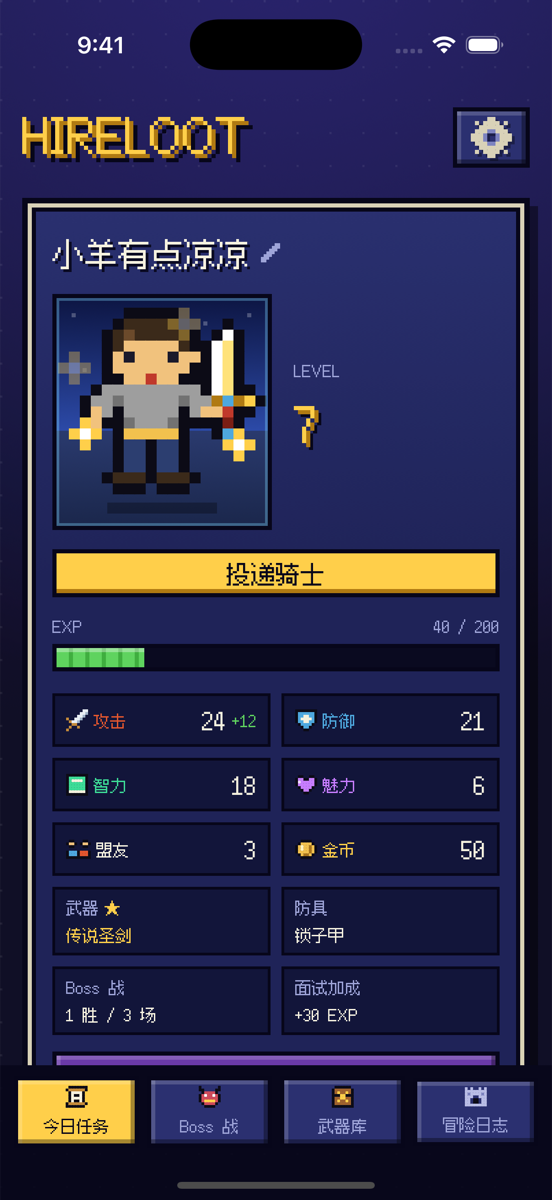 9:41
HIRELOOT
小羊有点凉凉
LEVEL
7
投递骑士
EXP 40 / 200
攻击 24 +12 防御 21
智力 18 魅力 6
盟友 3 金币 50
武器 防具
传说圣剑 锁子甲
Boss 战 面试加成
1 胜 / 3 场 +30 EXP
今日任务 Boss 战 武器库 冒险日志